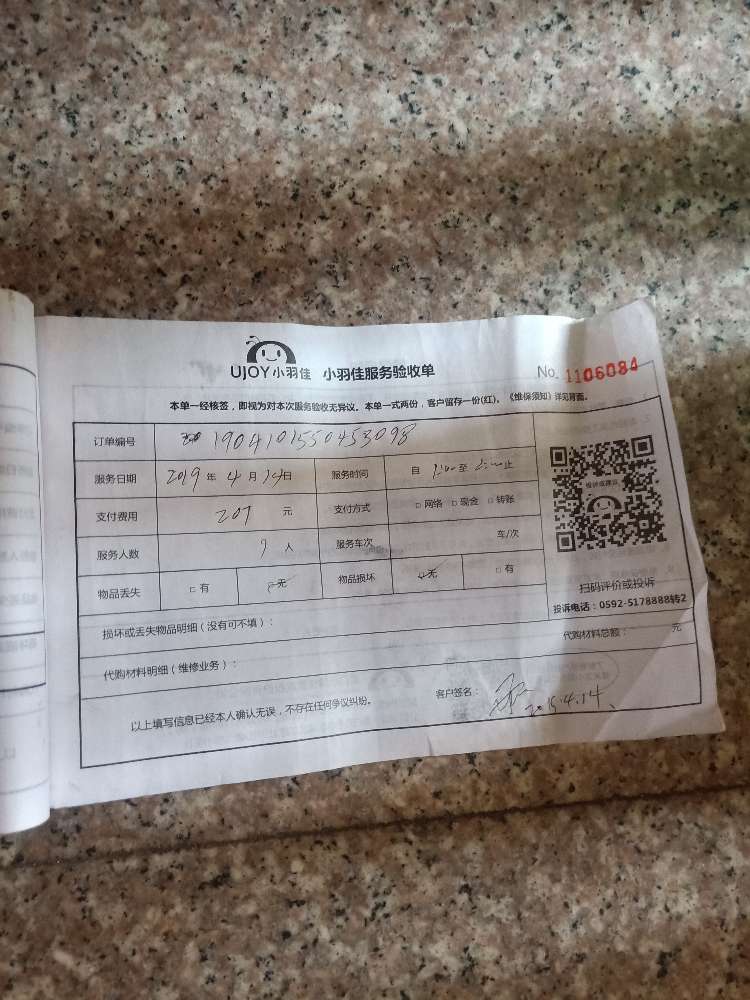 UJOY小羽佳 小羽佳服务验收单 No. 1106084
本单一经核签，即视为对本次服务验收无异议。本单一式两份，客户留存一份(红)。《维保须知》详见背面。
订单编号 1904101550453098
服务日期 2019 年 4 月 14日 服务时间 自 至 止
支付费用 207 元 支付方式 □ 网络 □ 现金 □ 转账
服务人数 人 服务车次 车/次
物品丢失 □ 有 □ 无 物品损坏 □ 无 □ 有
扫码评价或投诉
投诉电话：0592-5178888转2
损坏或丢失物品明细（没有可不填）：
代购材料明细（维修业务）： 代购材料总额： 元
以上填写信息已经本人确认无误，不存在任何争议纠纷。 客户签名： 4.14.